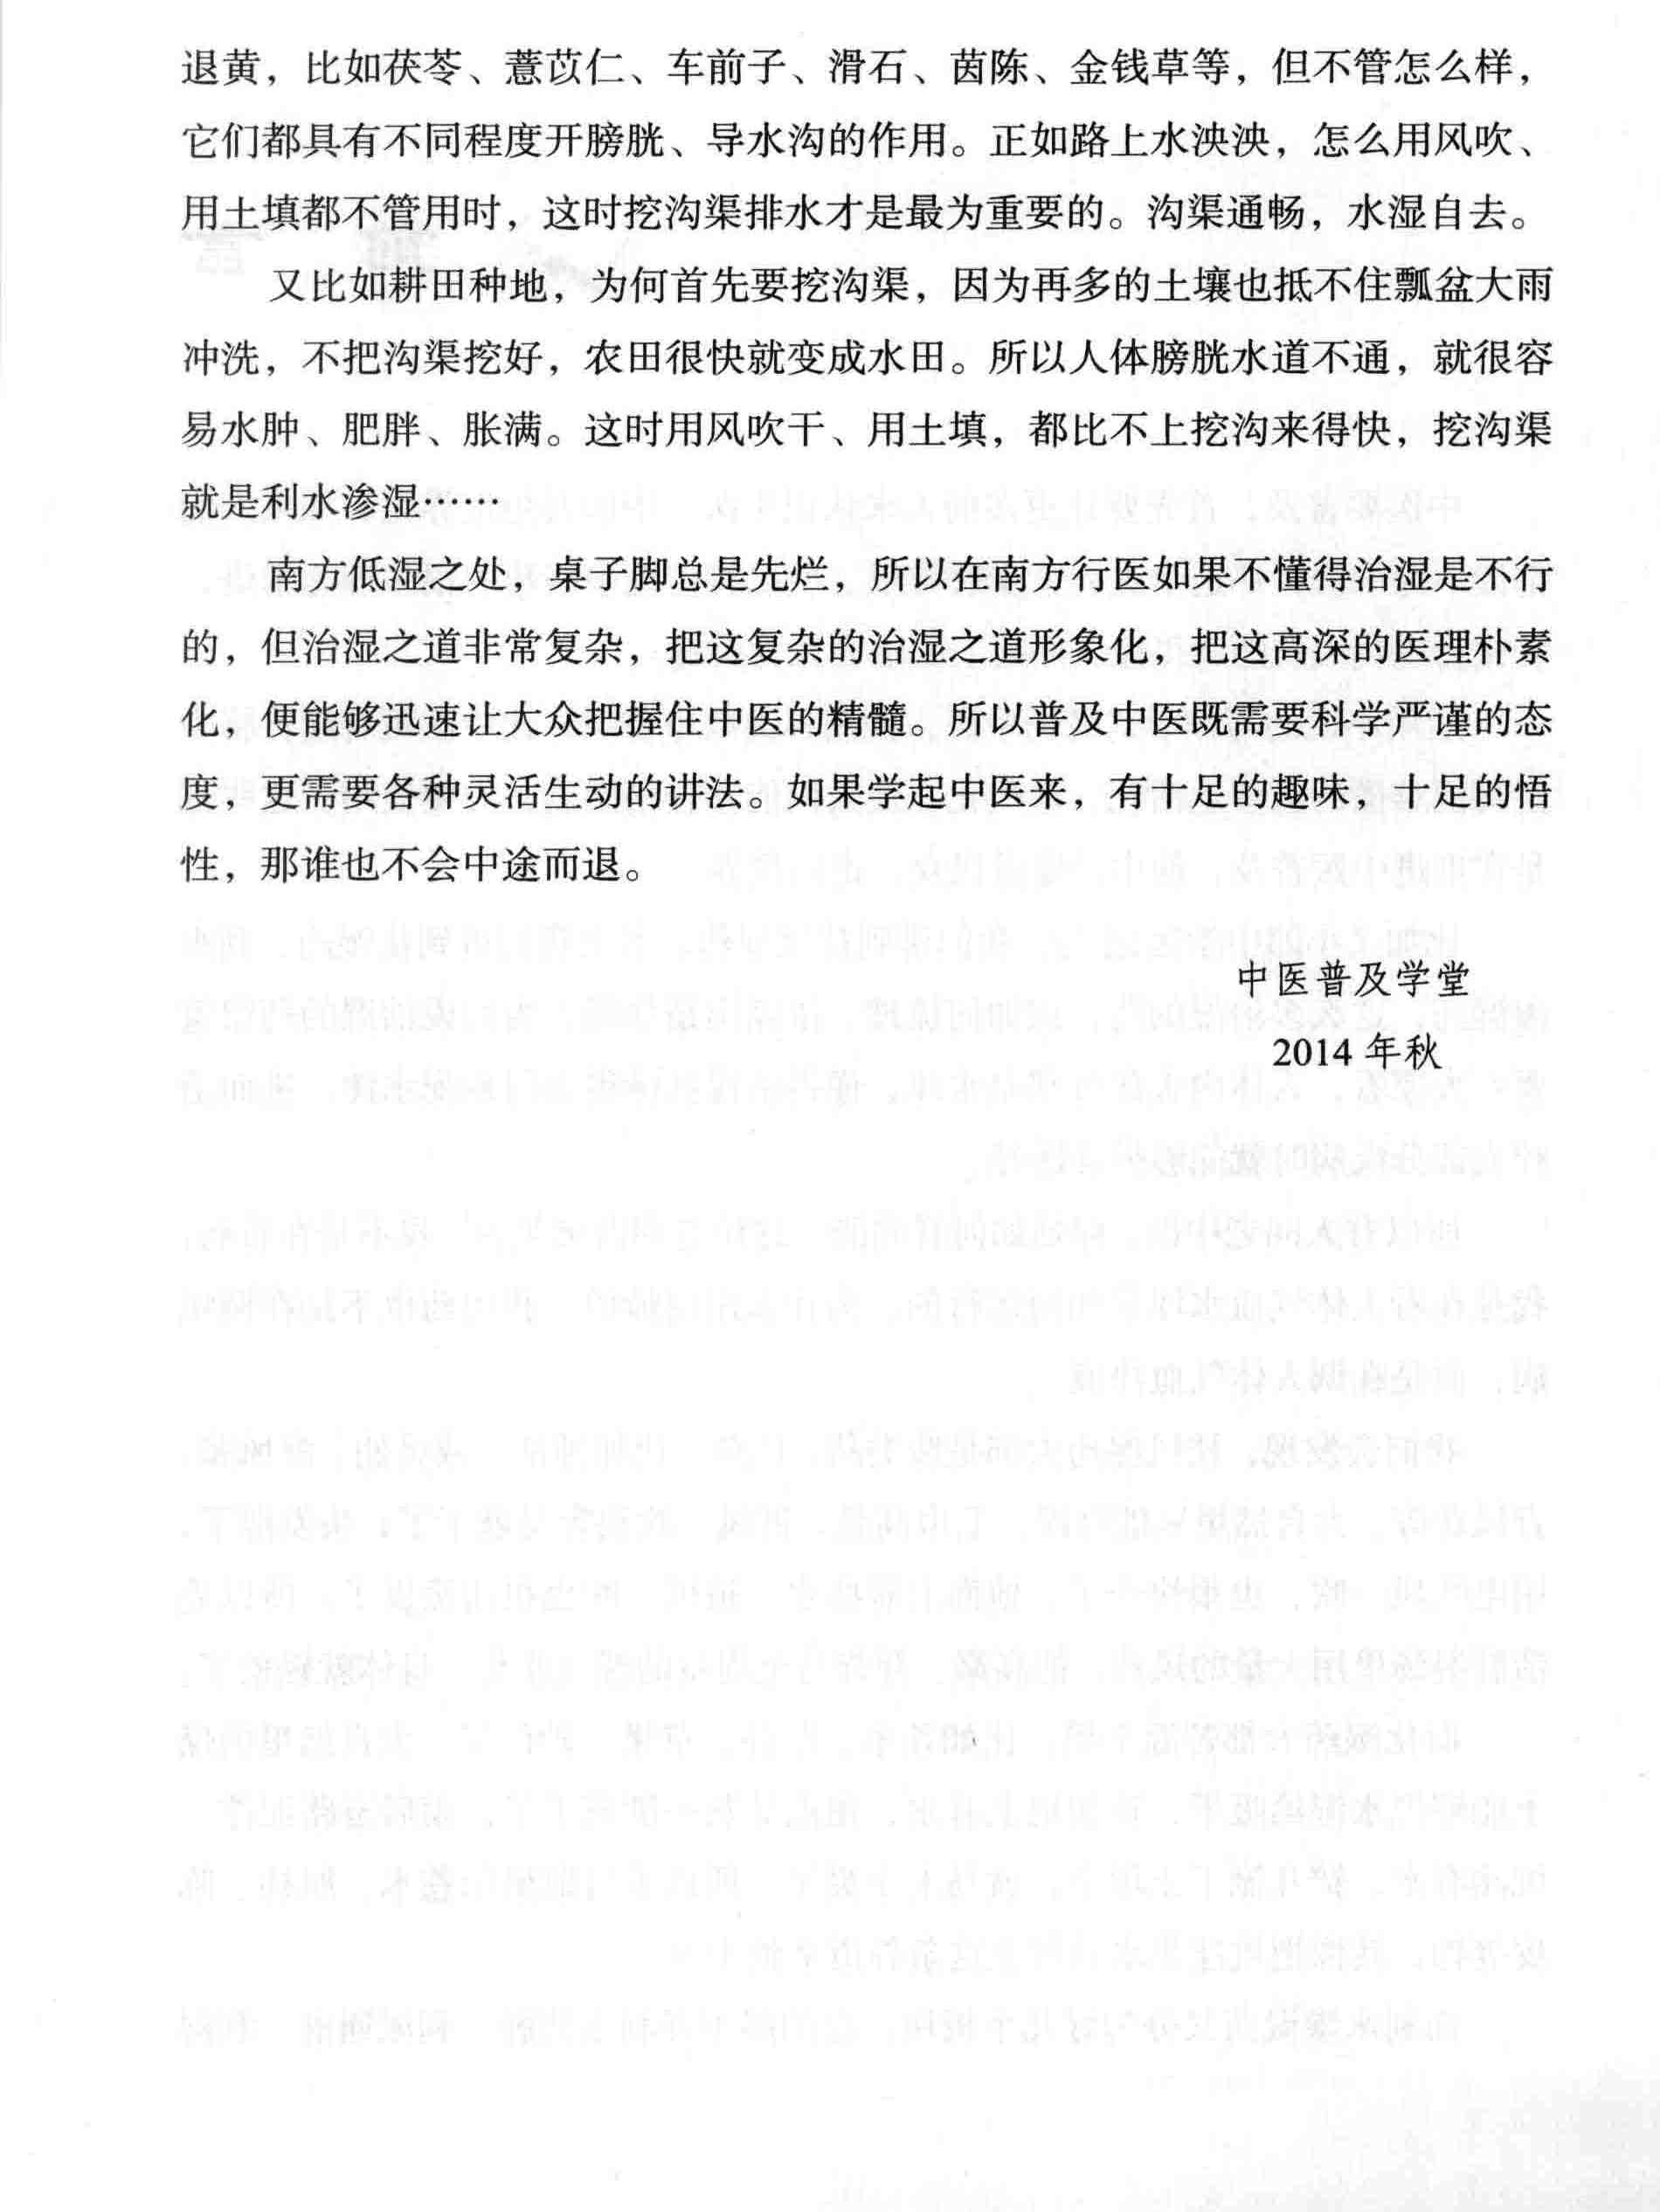 退黄，比如茯苓、薏苡仁、车前子、滑石、茵陈、金钱草等，但不管怎么样，
它们都具有不同程度开膀胱、导水沟的作用。正如路上水泱泱，怎么用风吹、
用土填都不管用时，这时挖沟渠排水才是最为重要的。沟渠通畅，水湿自去。
又比如耕田种地，为何首先要挖沟渠，因为再多的土壤也抵不住瓢盆大雨
冲洗，不把沟渠挖好，农田很快就变成水田。所以人体膀胱水道不通，就很容
易水肿、肥胖、胀满。这时用风吹干、用土填，都比不上挖沟来得快，挖沟渠
就是利水渗湿……
南方低湿之处，桌子脚总是先烂，所以在南方行医如果不懂得治湿是不行
的，但治湿之道非常复杂，把这复杂的治湿之道形象化，把这高深的医理朴素
化，便能够迅速让大众把握住中医的精髓。所以普及中医既需要科学严谨的态
度，更需要各种灵活生动的讲法。如果学起中医来，有十足的趣味，十足的悟
性，那谁也不会中途而退。
中医普及学堂
2014 年秋